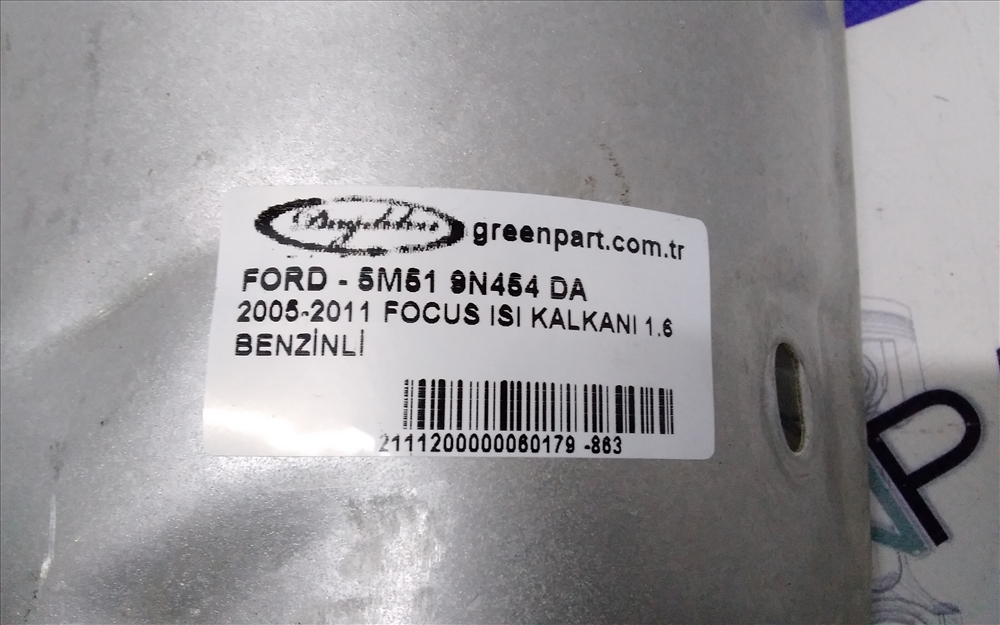 greenpart.com.tr
FORD - 5M51 9N454 DA
2005-2011 FOCUS ISI KALKANI 1.6
BENZİNLİ
2111200000060179 -863
P